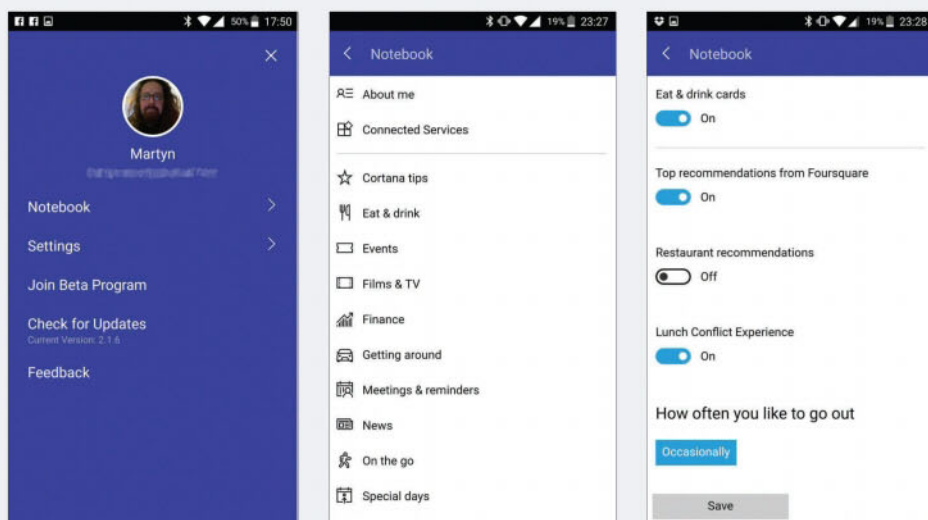 50% 17:50
Martyn
Notebook
Settings
Join Beta Program
Check for Updates
Current Version: 2.1.6
Feedback
19% 23:27
Notebook
About me
Connected Services
Cortana tips
Eat & drink
Events
Films & TV
Finance
Getting around
Meetings & reminders
News
On the go
Special days
19% 23:28
Notebook
Eat & drink cards
On
Top recommendations from Foursquare
On
Restaurant recommendations
Off
Lunch Conflict Experience
On
How often you like to go out
Occasionally
Save